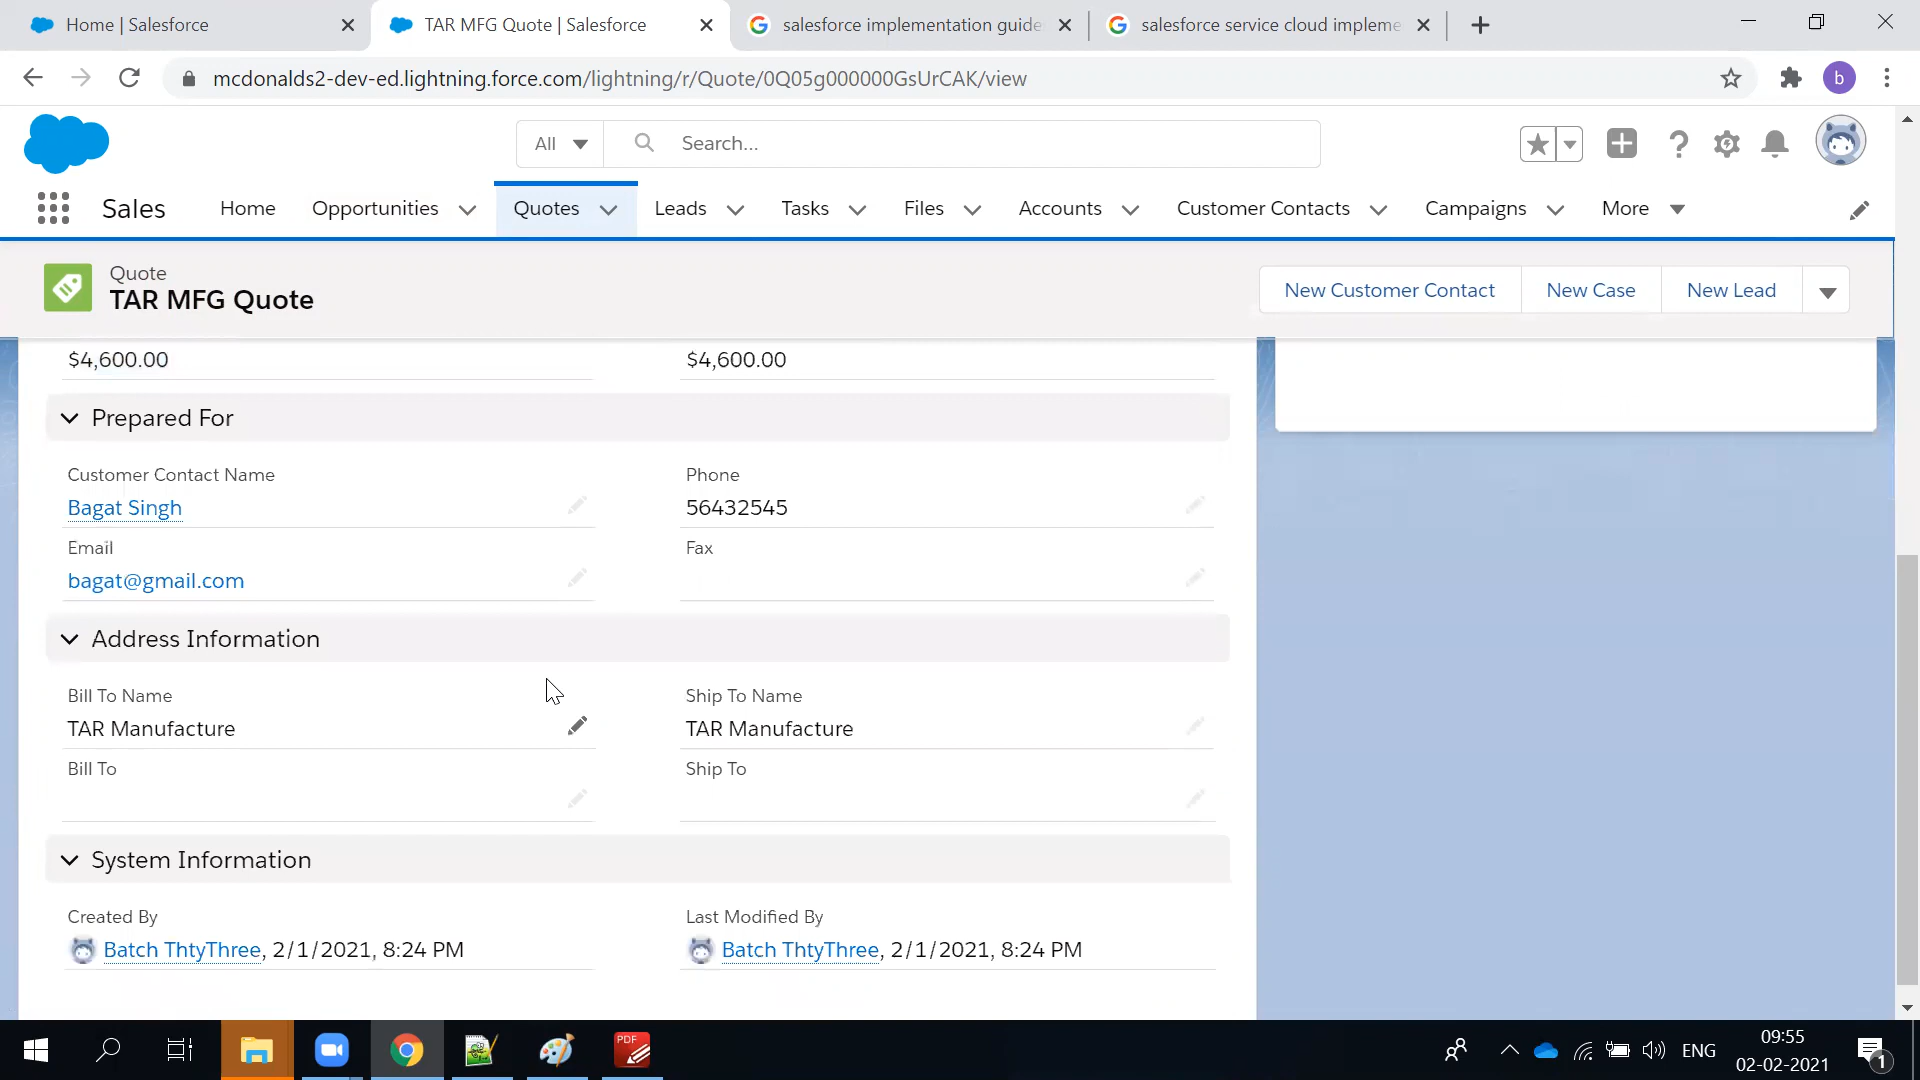 Home | Salesforce
TAR MFG Quote | Salesforce
salesforce implementation guide
salesforce service cloud impleme
mcdonalds2-dev-ed.lightning.force.com/lightning/r/Quote/0Q05g000000GsUrCAK/view
b
All
Search...
Sales
Home
Opportunities
Quotes
Leads
Tasks
Files
Accounts
Customer Contacts
Campaigns
More
Quote
TAR MFG Quote
New Customer Contact
New Case
New Lead
$4,600.00
$4,600.00
Prepared For
Customer Contact Name
Bagat Singh
Phone
56432545
Email
bagat@gmail.com
Fax
Address Information
Bill To Name
TAR Manufacture
Ship To Name
TAR Manufacture
Bill To
Ship To
System Information
Created By
Batch ThtyThree, 2/1/2021, 8:24 PM
Last Modified By
Batch ThtyThree, 2/1/2021, 8:24 PM
PDF
ENG
09:55
02-02-2021
1